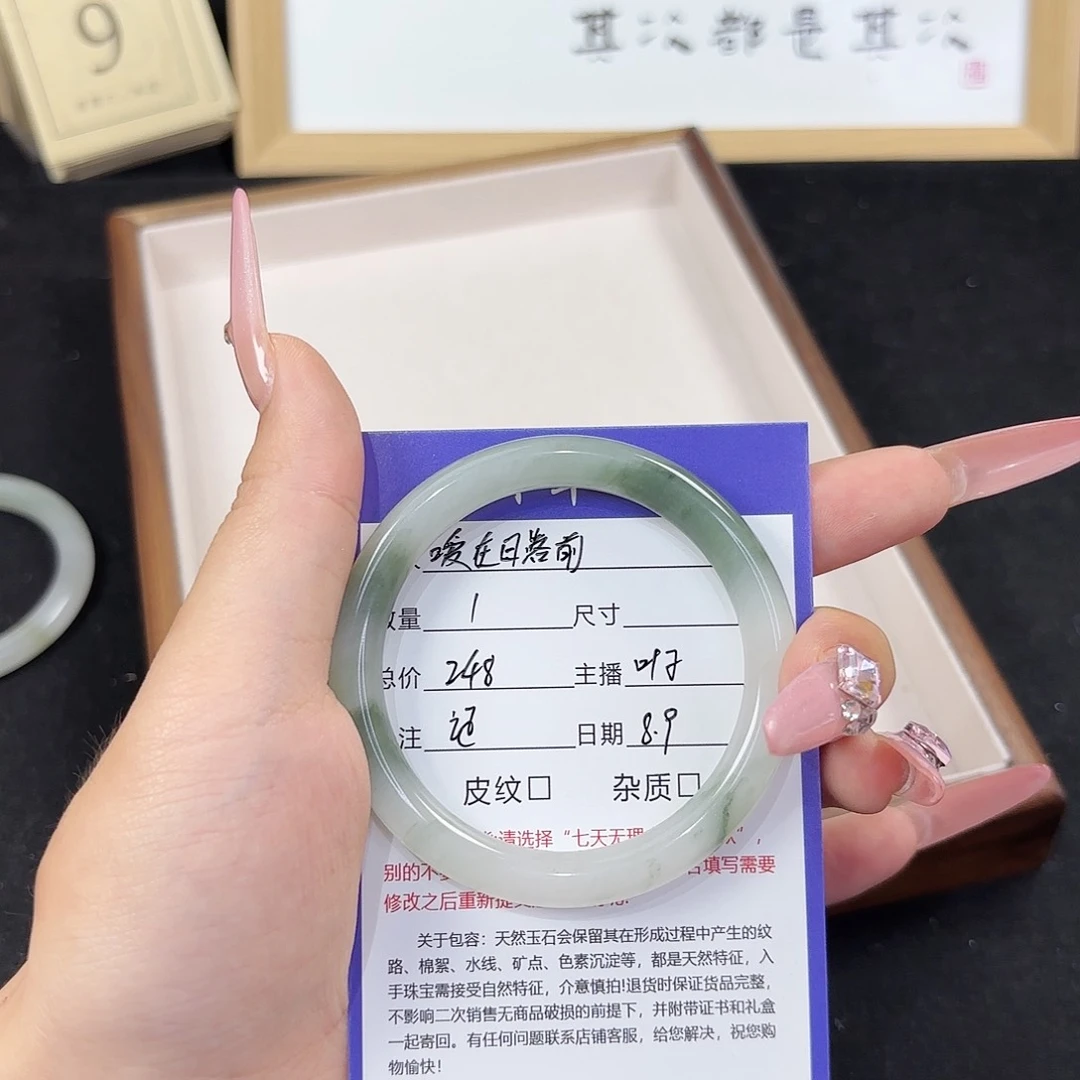 9
其次都是其次
爱在日落前
数量 1 尺寸
总价 248 主播 叶子
注 证 日期 8.9
皮纹□ 杂质□
请选择“七天无理
别的不 填写需要
修改之后重新提
关于包容：天然玉石会保留其在形成过程中产生的纹
路、棉絮、水线、矿点、色素沉淀等，都是天然特征，入
手珠宝需接受自然特征，介意慎拍!退货时保证货品完整，
不影响二次销售无商品破损的前提下，并附带证书和礼盒
一起寄回。有任何问题联系店铺客服，给您解决，祝您购
物愉快！